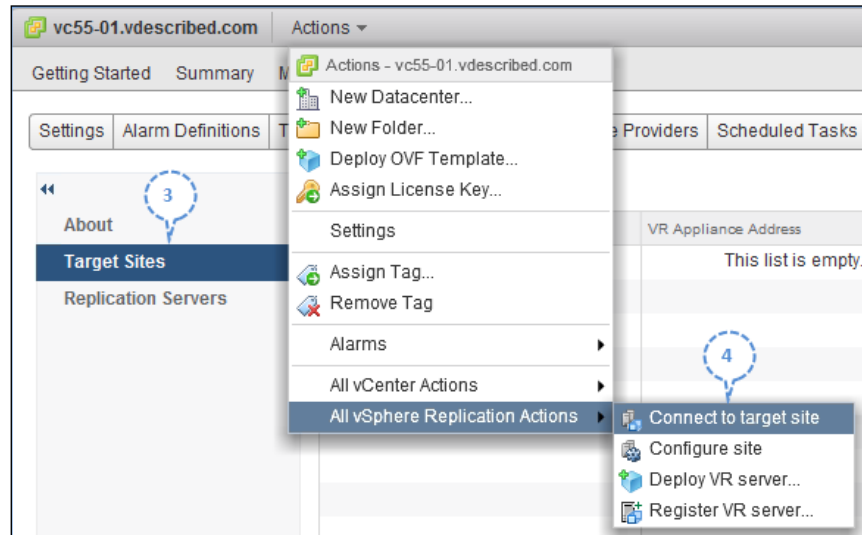 vc55-01.vdescribed.com Actions
Getting Started Summary
Actions - vc55-01.vdescribed.com
New Datacenter...
New Folder...
Deploy OVF Template...
Assign License Key...
Settings
Assign Tag...
Remove Tag
Alarms
All vCenter Actions
All vSphere Replication Actions
Settings Alarm Definitions Providers Scheduled Tasks
3
About
Target Sites
Replication Servers
VR Appliance Address
This list is empty.
4
Connect to target site
Configure site
Deploy VR server...
Register VR server...